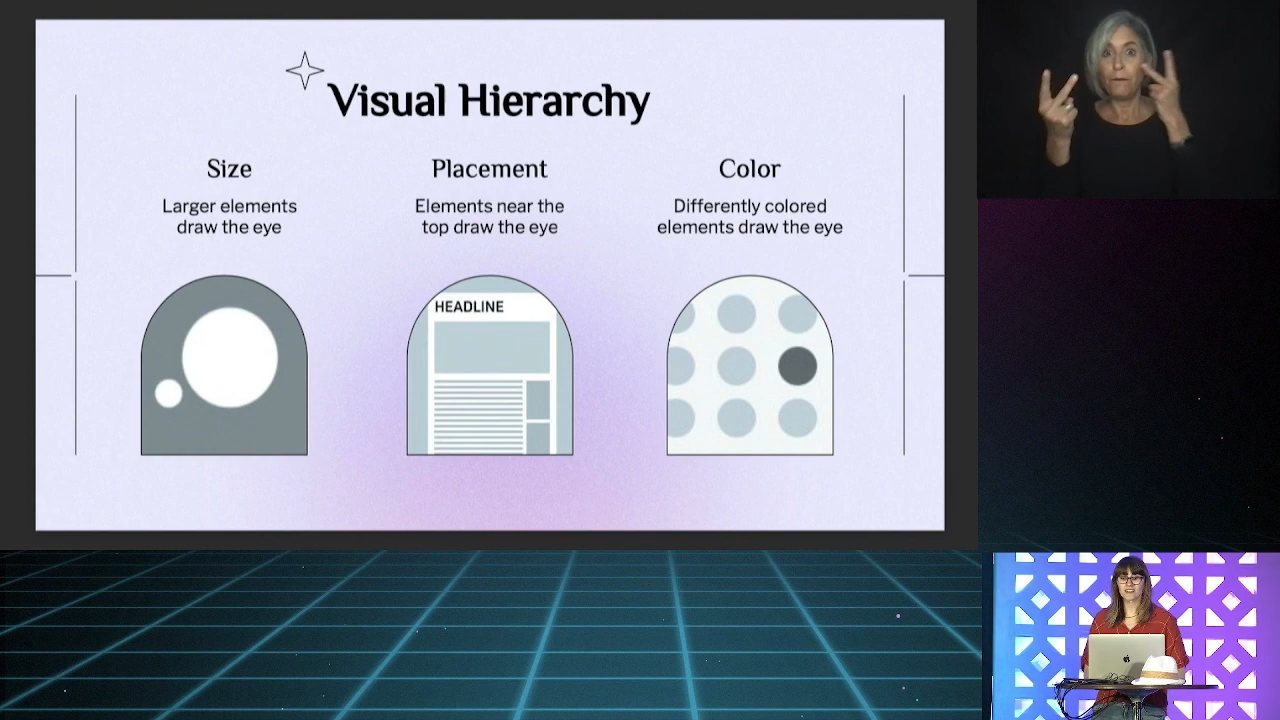 Visual Hierarchy
Size
Larger elements
draw the eye
Placement
Elements near the
top draw the eye
Color
Differently colored
elements draw the eye
HEADLINE